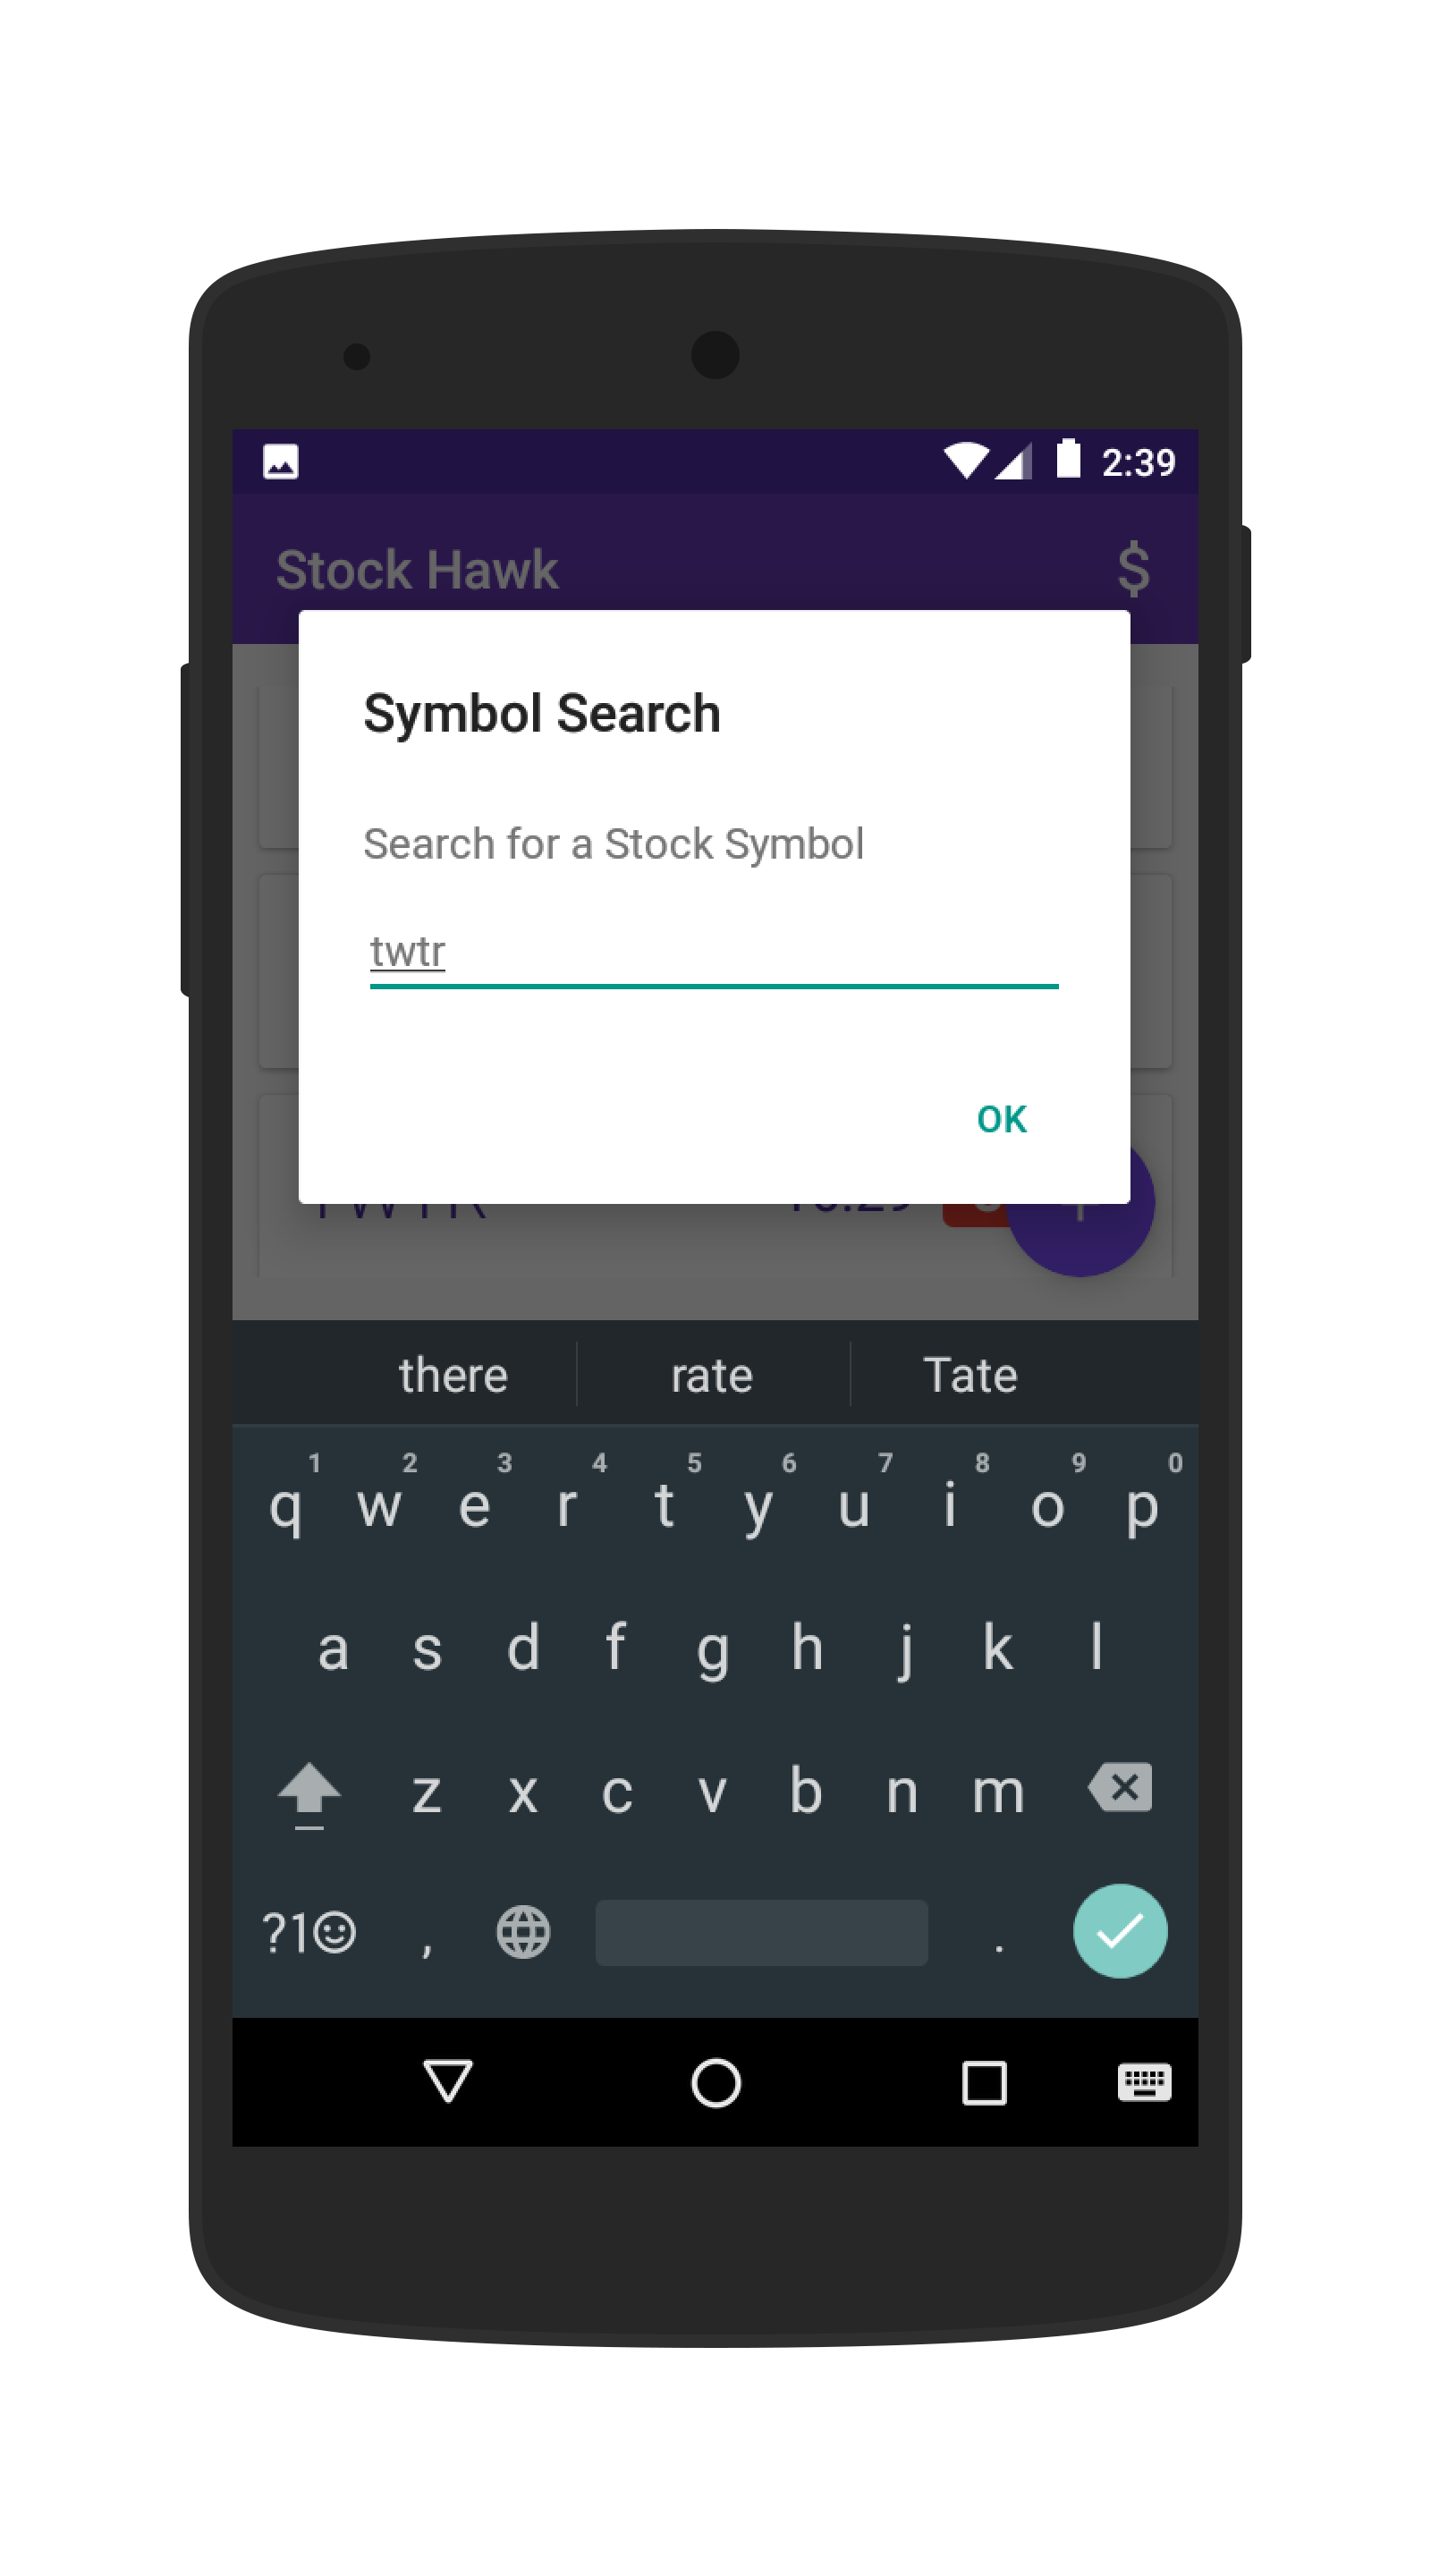 2:39
Stock Hawk $
Symbol Search
Search for a Stock Symbol
twtr
OK
TWTR
there rate Tate
1 2 3 4 5 6 7 8 9 0
q w e r t y u i o p
a s d f g h j k l
z x c v b n m
?1☺ , .